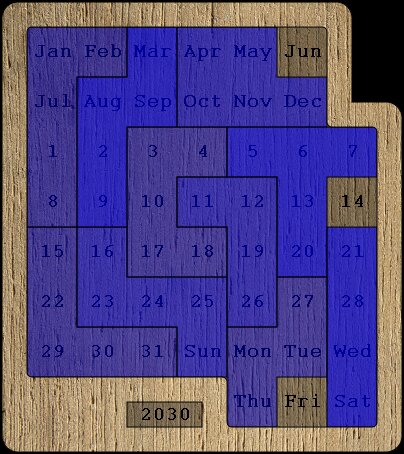 Jan Feb Mar Apr May Jun
Jul Aug Sep Oct Nov Dec
1 2 3 4 5 6 7
8 9 10 11 12 13 14
15 16 17 18 19 20 21
22 23 24 25 26 27 28
29 30 31 Sun Mon Tue Wed
Thu Fri Sat
2030